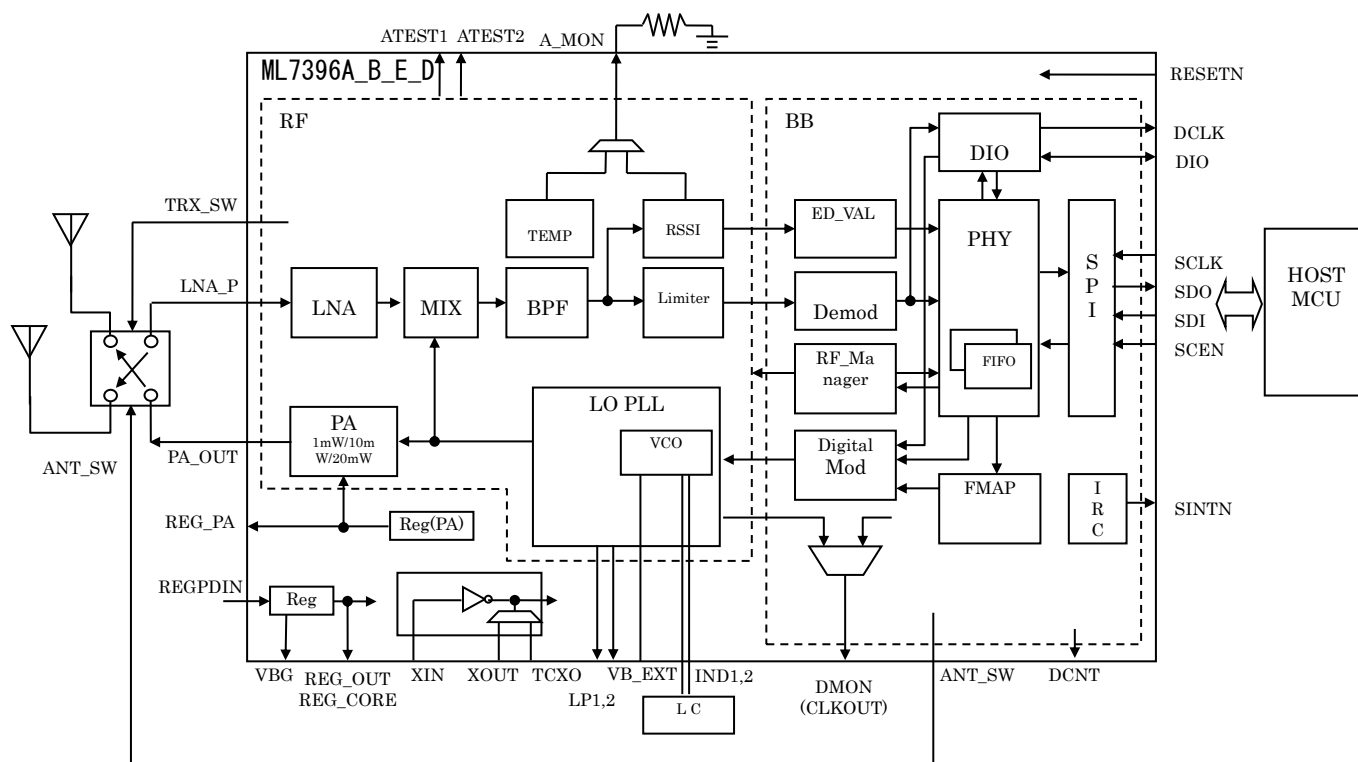 ATEST1
ATEST2
A_MON
ML7396A_B_E_D
RESETN
RF
BB
DIO
DCLK
DIO
TRX_SW
TEMP
RSSI
ED_VAL
PHY
SPI
SCLK
SDO
SDI
SCEN
HOST
MCU
LNA_P
LNA
MIX
BPF
Limiter
Demod
RF_Ma
nager
FIFO
LO PLL
VCO
PA
1mW/10m
W/20mW
PA_OUT
ANT_SW
Digital
Mod
FMAP
IRC
SINTN
REG_PA
Reg(PA)
REGPDIN
Reg
VBG
REG_OUT
REG_CORE
XIN
XOUT
TCXO
LP1,2
VB_EXT
IND1,2
L C
DMON
(CLKOUT)
ANT_SW
DCNT